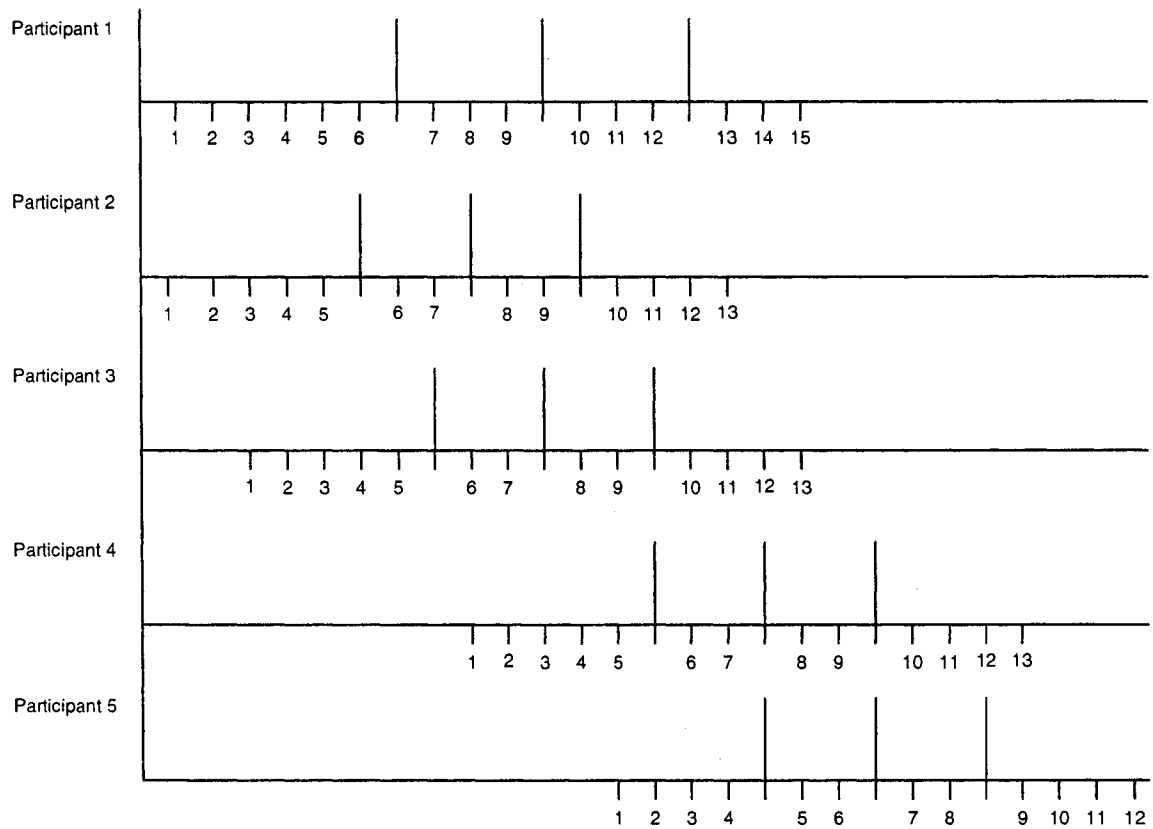 Participant 1
1 2 3 4 5 6 7 8 9 10 11 12 13 14 15
Participant 2
1 2 3 4 5 6 7 8 9 10 11 12 13
Participant 3
1 2 3 4 5 6 7 8 9 10 11 12 13
Participant 4
1 2 3 4 5 6 7 8 9 10 11 12 13
Participant 5
1 2 3 4 5 6 7 8 9 10 11 12